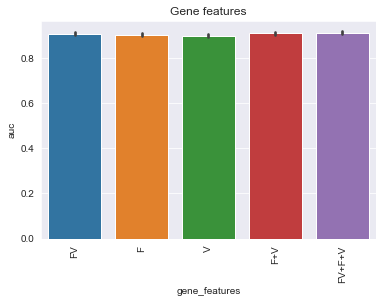 Gene features
auc
0.8
0.6
0.4
0.2
0.0
FV
F
V
F+V
FV+F+V
gene_features